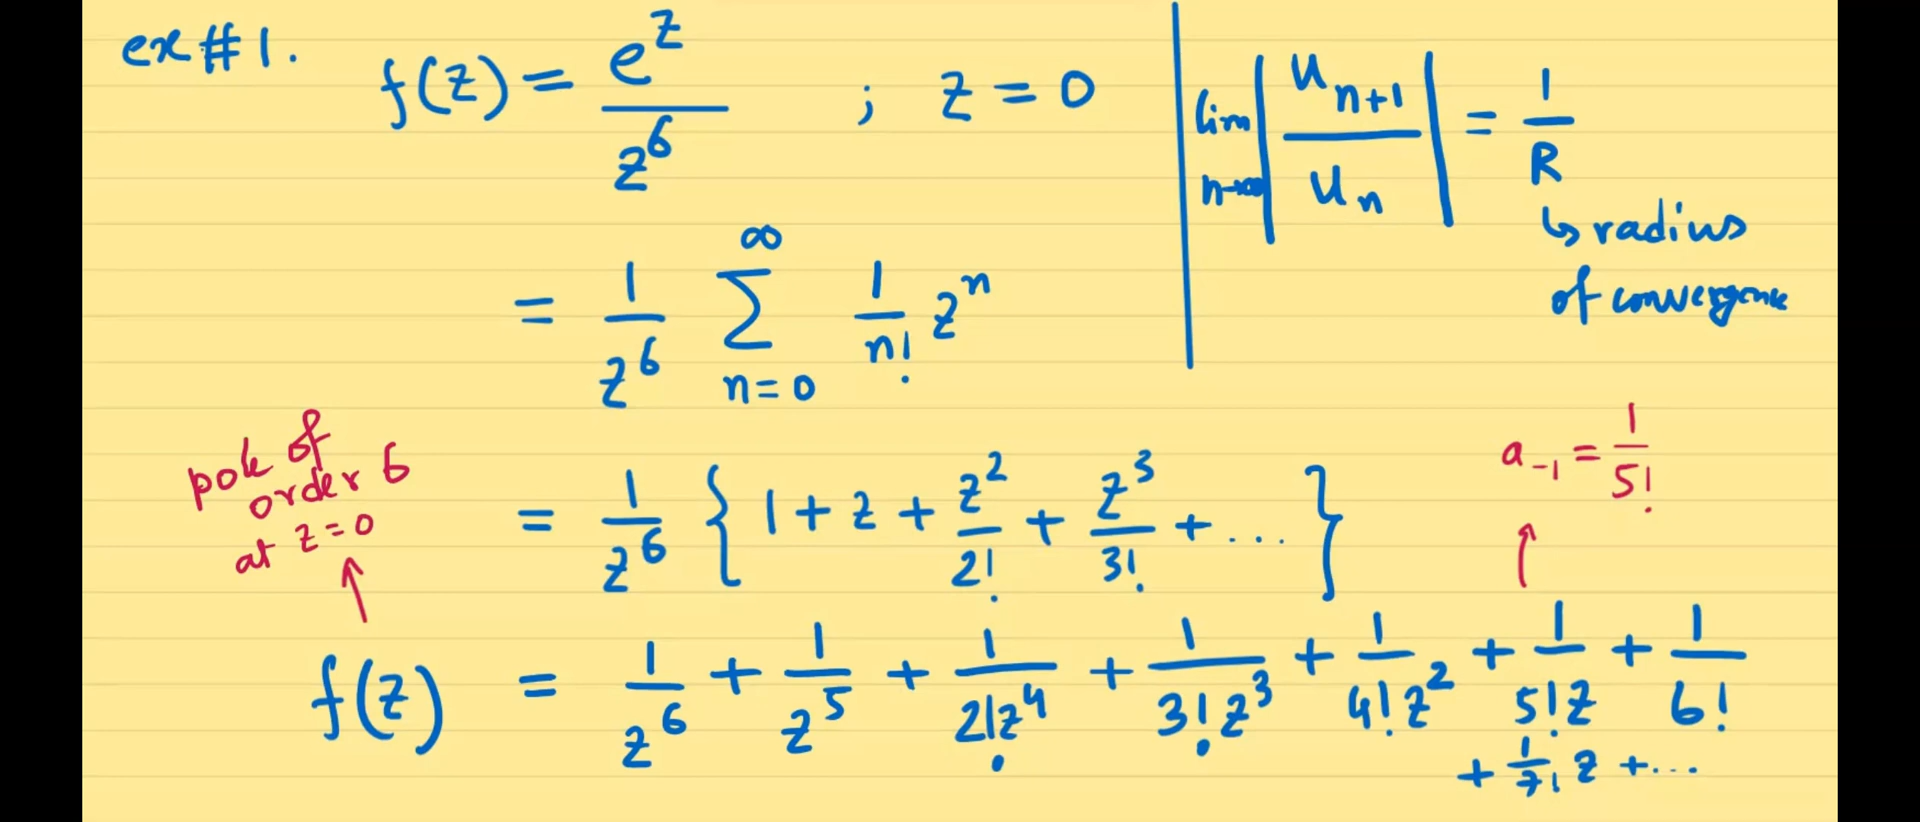 ex#1. f(z) = e^z / z^6 ; z = 0
lim n→∞ | u_{n+1} / u_n | = 1/R
↳ radius
of convergence
= 1/z^6 ∑_{n=0}^{∞} 1/n! z^n
pole of
order 6
at z=0
= 1/z^6 { 1 + z + z^2/2! + z^3/3! + ... }
a_{-1} = 1/5!
f(z) = 1/z^6 + 1/z^5 + 1/2!z^4 + 1/3!z^3 + 1/4!z^2 + 1/5!z + 1/6!
+ 1/7! z + ...